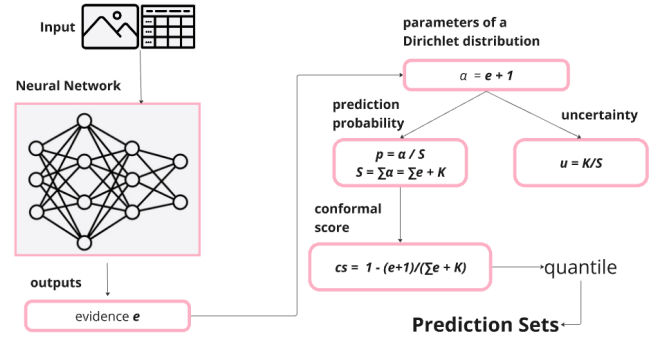 Input
Neural Network
outputs
evidence e
parameters of a
Dirichlet distribution
α = e + 1
prediction
probability
uncertainty
p = α / S
S = ∑α = ∑e + K
u = K/S
conformal
score
cs = 1 - (e+1)/(∑e + K)
quantile
Prediction Sets